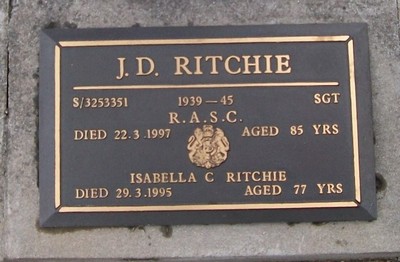 J.D. RITCHIE
S/3253351 1939-45 SGT
R.A.S.C.
DIED 22.3.1997 AGED 85 YRS
ISABELLA C RITCHIE
DIED 29.3.1995 AGED 77 YRS